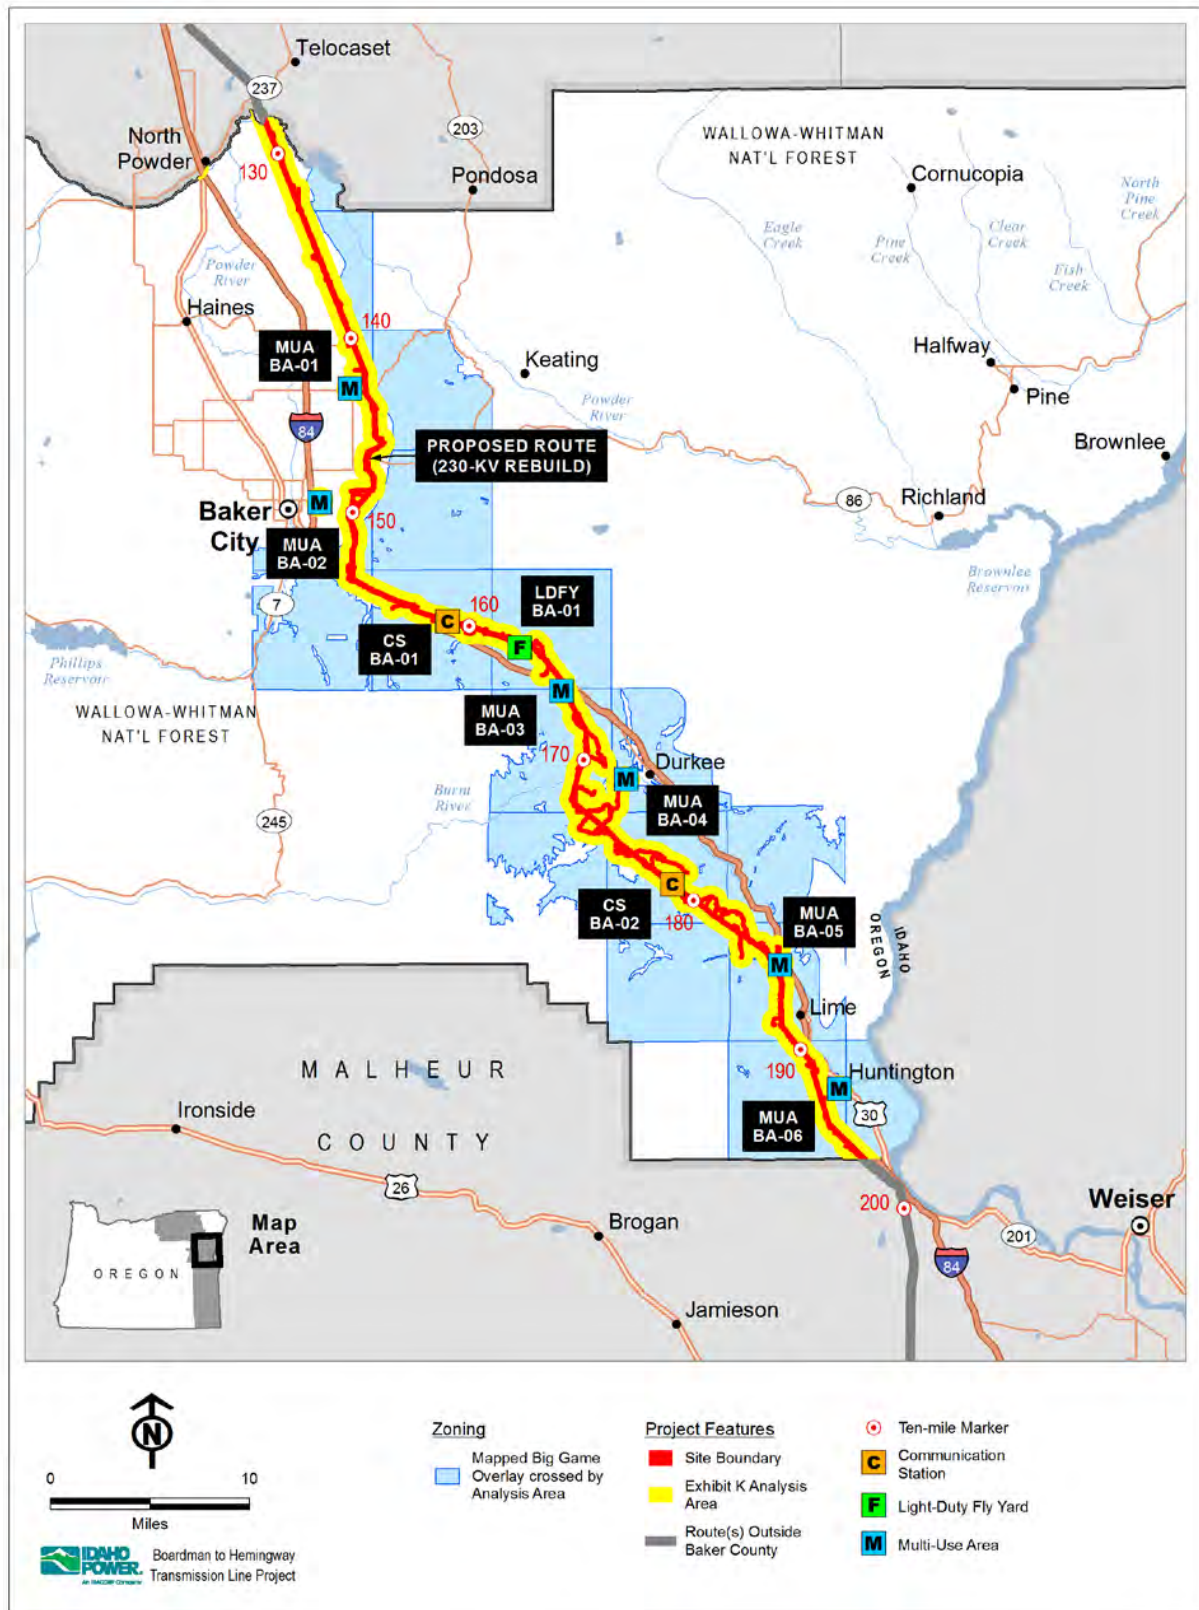 Telocaset
237
North
Powder
203
130
Pondosa
WALLOWA-WHITMAN
NAT'L FOREST
Cornucopia
North
Pine
Creek
Eagle
Creek
Pine
Creek
Clear
Creek
Fish
Creek
Powder
River
Haines
140
MUA
BA-01
M
Keating
Halfway
Pine
84
Powder
River
PROPOSED ROUTE
(230-KV REBUILD)
Brownlee
Richland
86
Baker
City
M
150
MUA
BA-02
Brownlee
Reservoir
7
LDFY
BA-01
160
C
F
CS
BA-01
Phillips
Reservoir
WALLOWA-WHITMAN
NAT'L FOREST
M
MUA
BA-03
170
Durkee
M
MUA
BA-04
Burnt
River
245
C
CS
BA-02
180
MUA
BA-05
M
OREGON
IDAHO
Lime
190
M
Huntington
MUA
BA-06
30
MALHEUR
COUNTY
Ironside
26
Brogan
200
Weiser
201
84
Jamieson
OREGON
Map
Area
N
0 10
Miles
IDAHO
POWER.
An IDACORP Company
Boardman to Hemingway
Transmission Line Project
Zoning
Mapped Big Game
Overlay crossed by
Analysis Area
Project Features
Site Boundary
Exhibit K Analysis
Area
Route(s) Outside
Baker County
Ten-mile Marker
C
Communication
Station
F
Light-Duty Fly Yard
M
Multi-Use Area